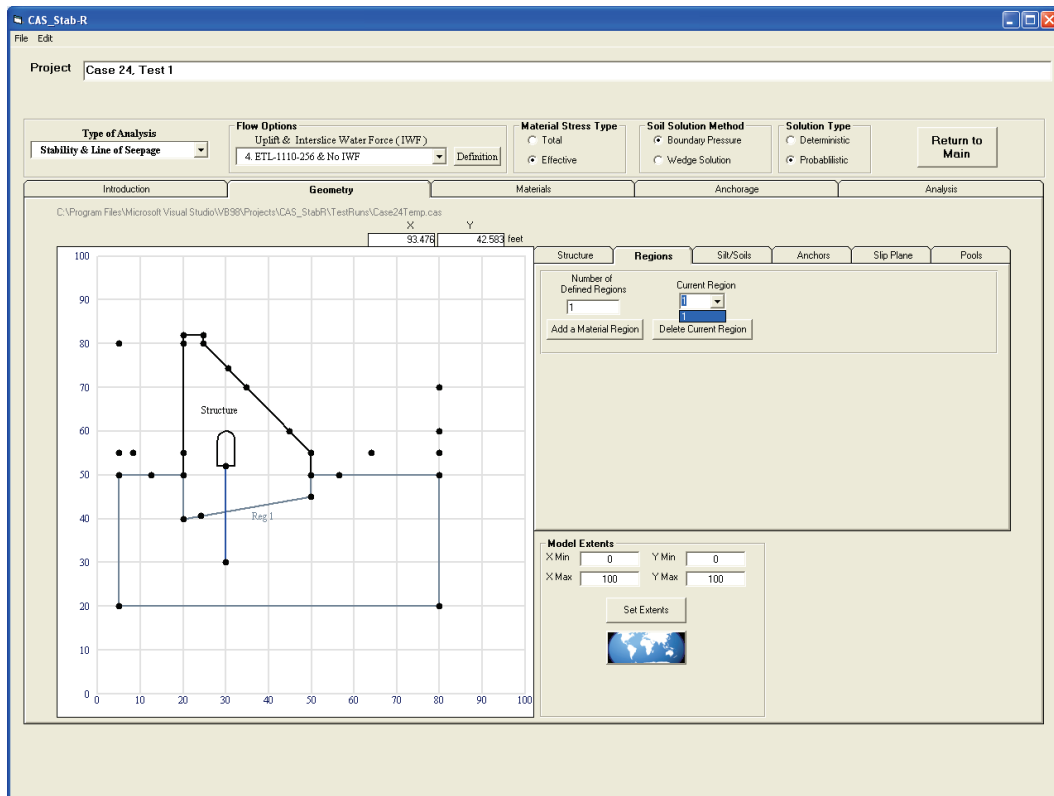 CAS_Stab-R
File Edit
Project Case 24, Test 1
Type of Analysis
Stability & Line of Seepage
Flow Options
Uplift & Interslice Water Force ( IWF )
4. ETL-1110-256 & No IWF
Definition
Material Stress Type
Total
Effective
Soil Solution Method
Boundary Pressure
Wedge Solution
Solution Type
Deterministic
Probablilistic
Return to
Main
Introduction Geometry Materials Anchorage Analysis
C:\Program Files\Microsoft Visual Studio\VB98\Projects\CAS_StabR\TestRuns\Case24Temp.cas
X Y
93.476 42.583 feet
100
90
80
70
60
50
40
30
20
10
0
0 10 20 30 40 50 60 70 80 90 100
Structure
Reg 1
Structure Regions Silt/Soils Anchors Slip Plane Pools
Number of
Defined Regions
1
Current Region
1
1
Add a Material Region
Delete Current Region
Model Extents
X Min 0 Y Min 0
X Max 100 Y Max 100
Set Extents